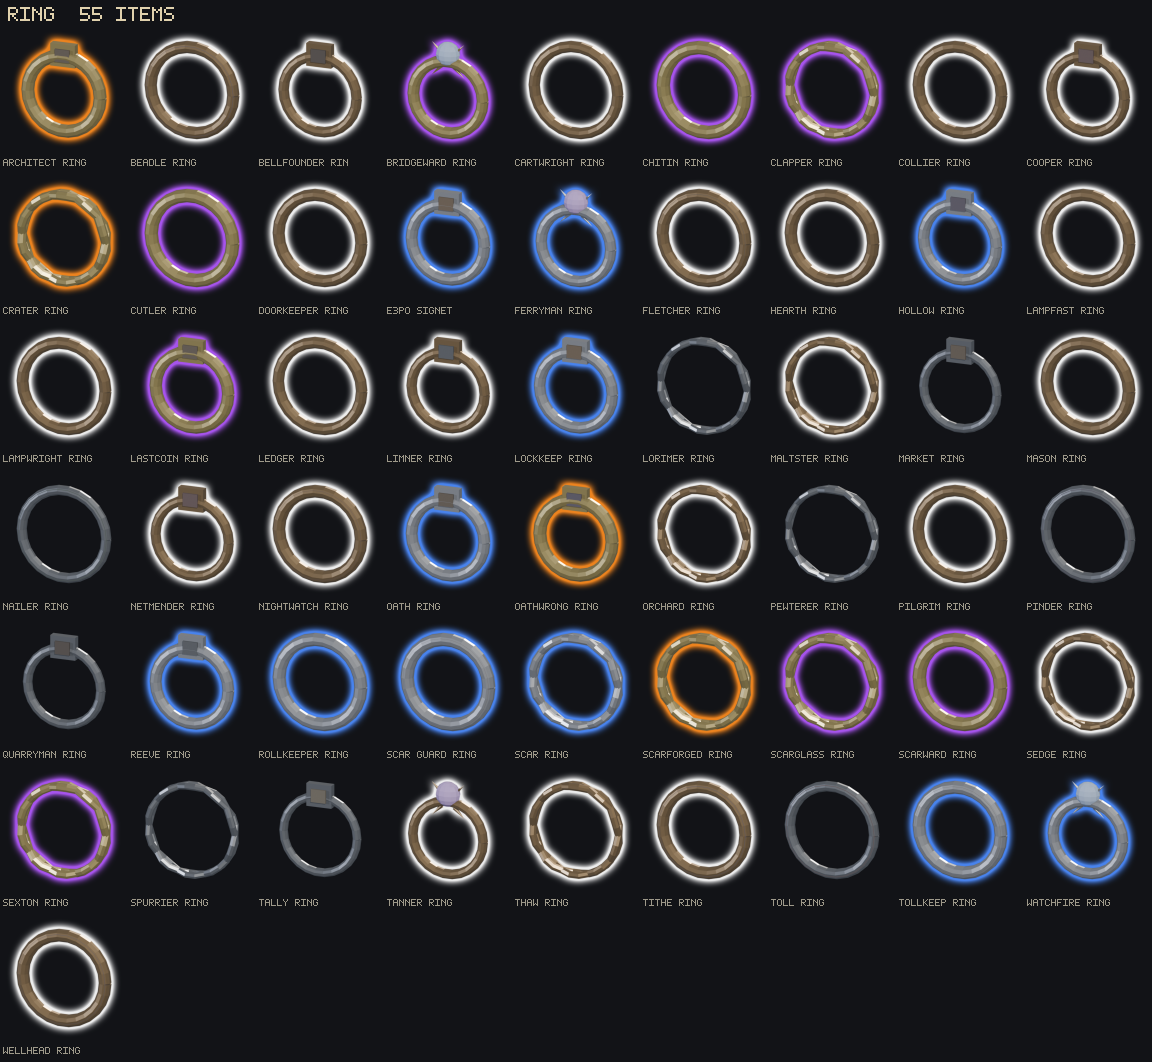 RING  55 ITEMS
ARCHITECT RING
BEADLE RING
BELLFOUNDER RIN
BRIDGEWARD RING
CARTWRIGHT RING
CHITIN RING
CLAPPER RING
COLLIER RING
COOPER RING
CRATER RING
CUTLER RING
DOORKEEPER RING
E3PO SIGNET
FERRYMAN RING
FLETCHER RING
HEARTH RING
HOLLOW RING
LAMPFAST RING
LAMPWRIGHT RING
LASTCOIN RING
LEDGER RING
LIMNER RING
LOCKKEEP RING
LORIMER RING
MALTSTER RING
MARKET RING
MASON RING
NAILER RING
NETMENDER RING
NIGHTWATCH RING
OATH RING
OATHWRONG RING
ORCHARD RING
PEWTERER RING
PILGRIM RING
PINDER RING
QUARRYMAN RING
REEVE RING
ROLLKEEPER RING
SCAR GUARD RING
SCAR RING
SCARFORGED RING
SCARGLASS RING
SCARWARD RING
SEDGE RING
SEXTON RING
SPURRIER RING
TALLY RING
TANNER RING
THAW RING
TITHE RING
TOLL RING
TOLLKEEP RING
WATCHFIRE RING
WELLHEAD RING